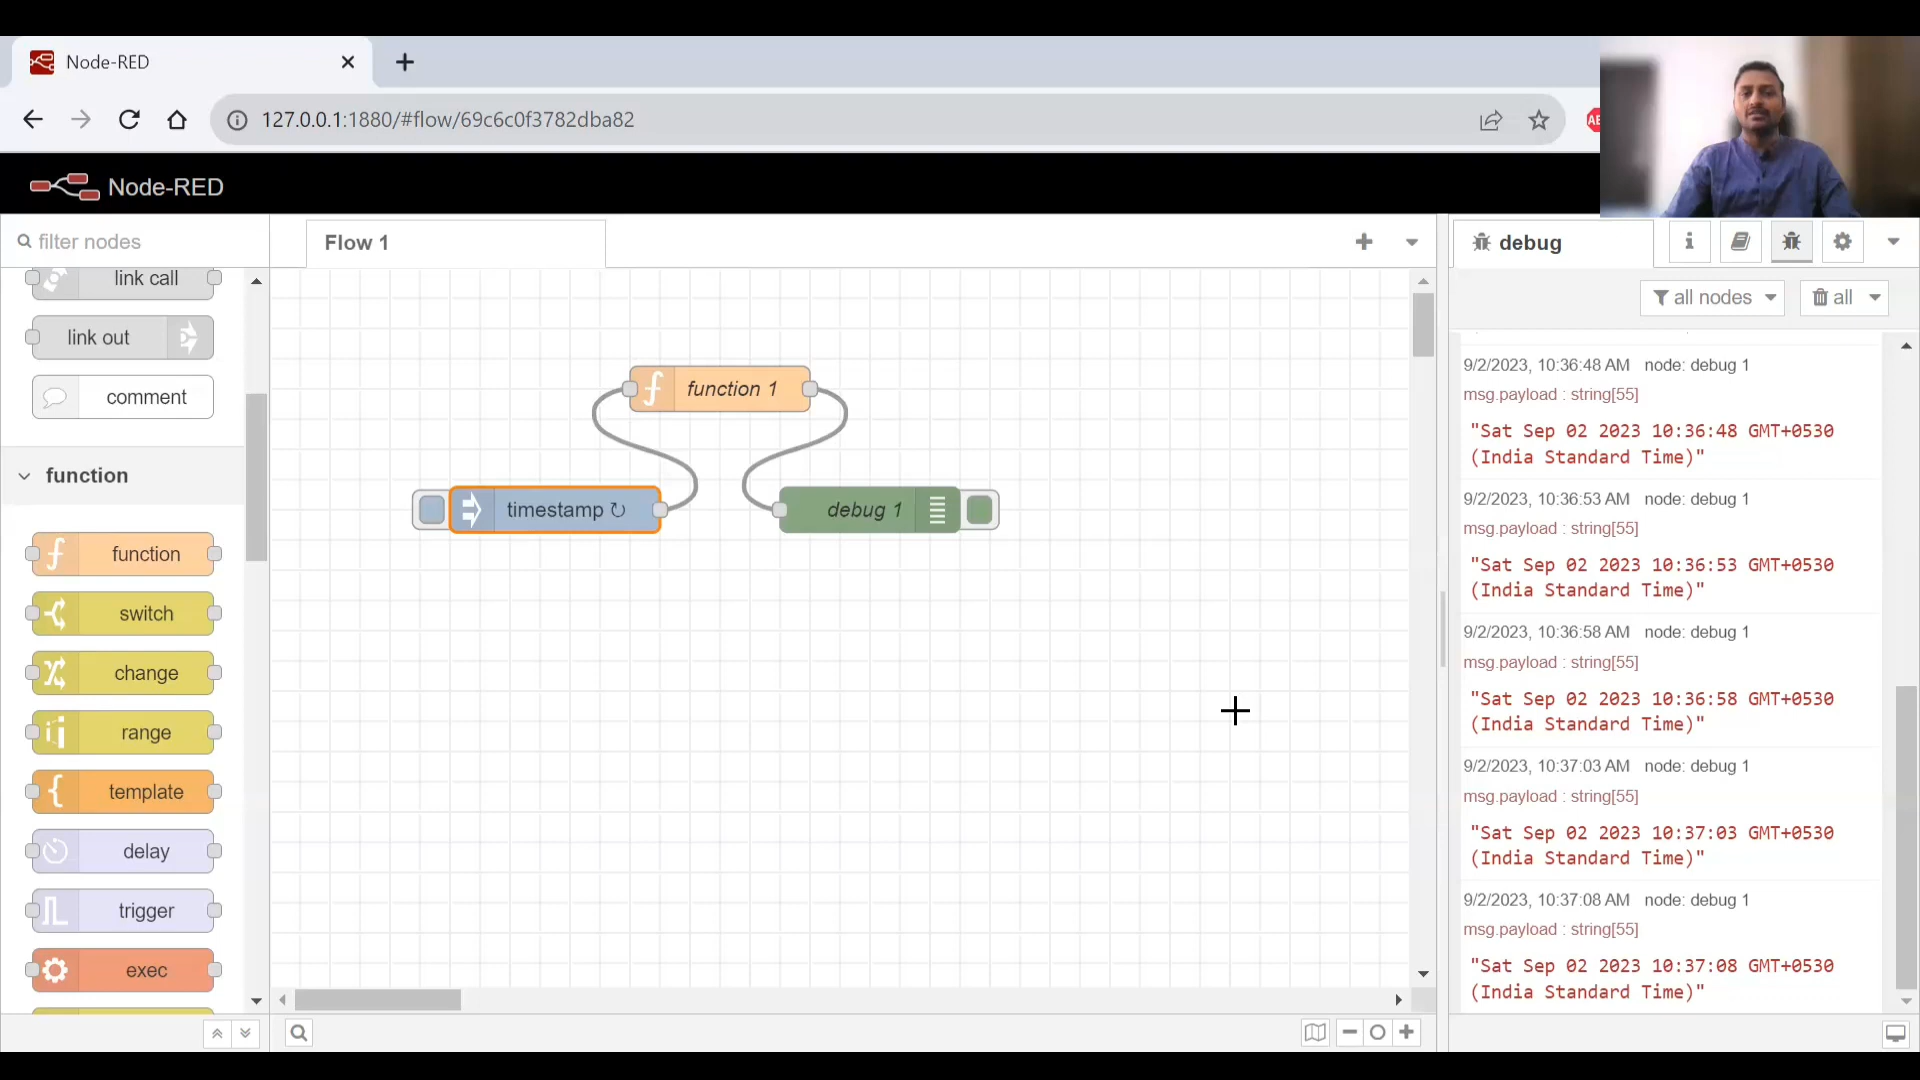 Node-RED
127.0.0.1:1880/#flow/69c6c0f3782dba82
Node-RED
filter nodes
Flow 1
debug
all nodes
all
link call
link out
comment
function
function
switch
change
range
template
delay
trigger
exec
function 1
timestamp ↻
debug 1
9/2/2023, 10:36:48 AM node: debug 1
msg.payload : string[55]
"Sat Sep 02 2023 10:36:48 GMT+0530
(India Standard Time)"
9/2/2023, 10:36:53 AM node: debug 1
msg.payload : string[55]
"Sat Sep 02 2023 10:36:53 GMT+0530
(India Standard Time)"
9/2/2023, 10:36:58 AM node: debug 1
msg.payload : string[55]
"Sat Sep 02 2023 10:36:58 GMT+0530
(India Standard Time)"
9/2/2023, 10:37:03 AM node: debug 1
msg.payload : string[55]
"Sat Sep 02 2023 10:37:03 GMT+0530
(India Standard Time)"
9/2/2023, 10:37:08 AM node: debug 1
msg.payload : string[55]
"Sat Sep 02 2023 10:37:08 GMT+0530
(India Standard Time)"